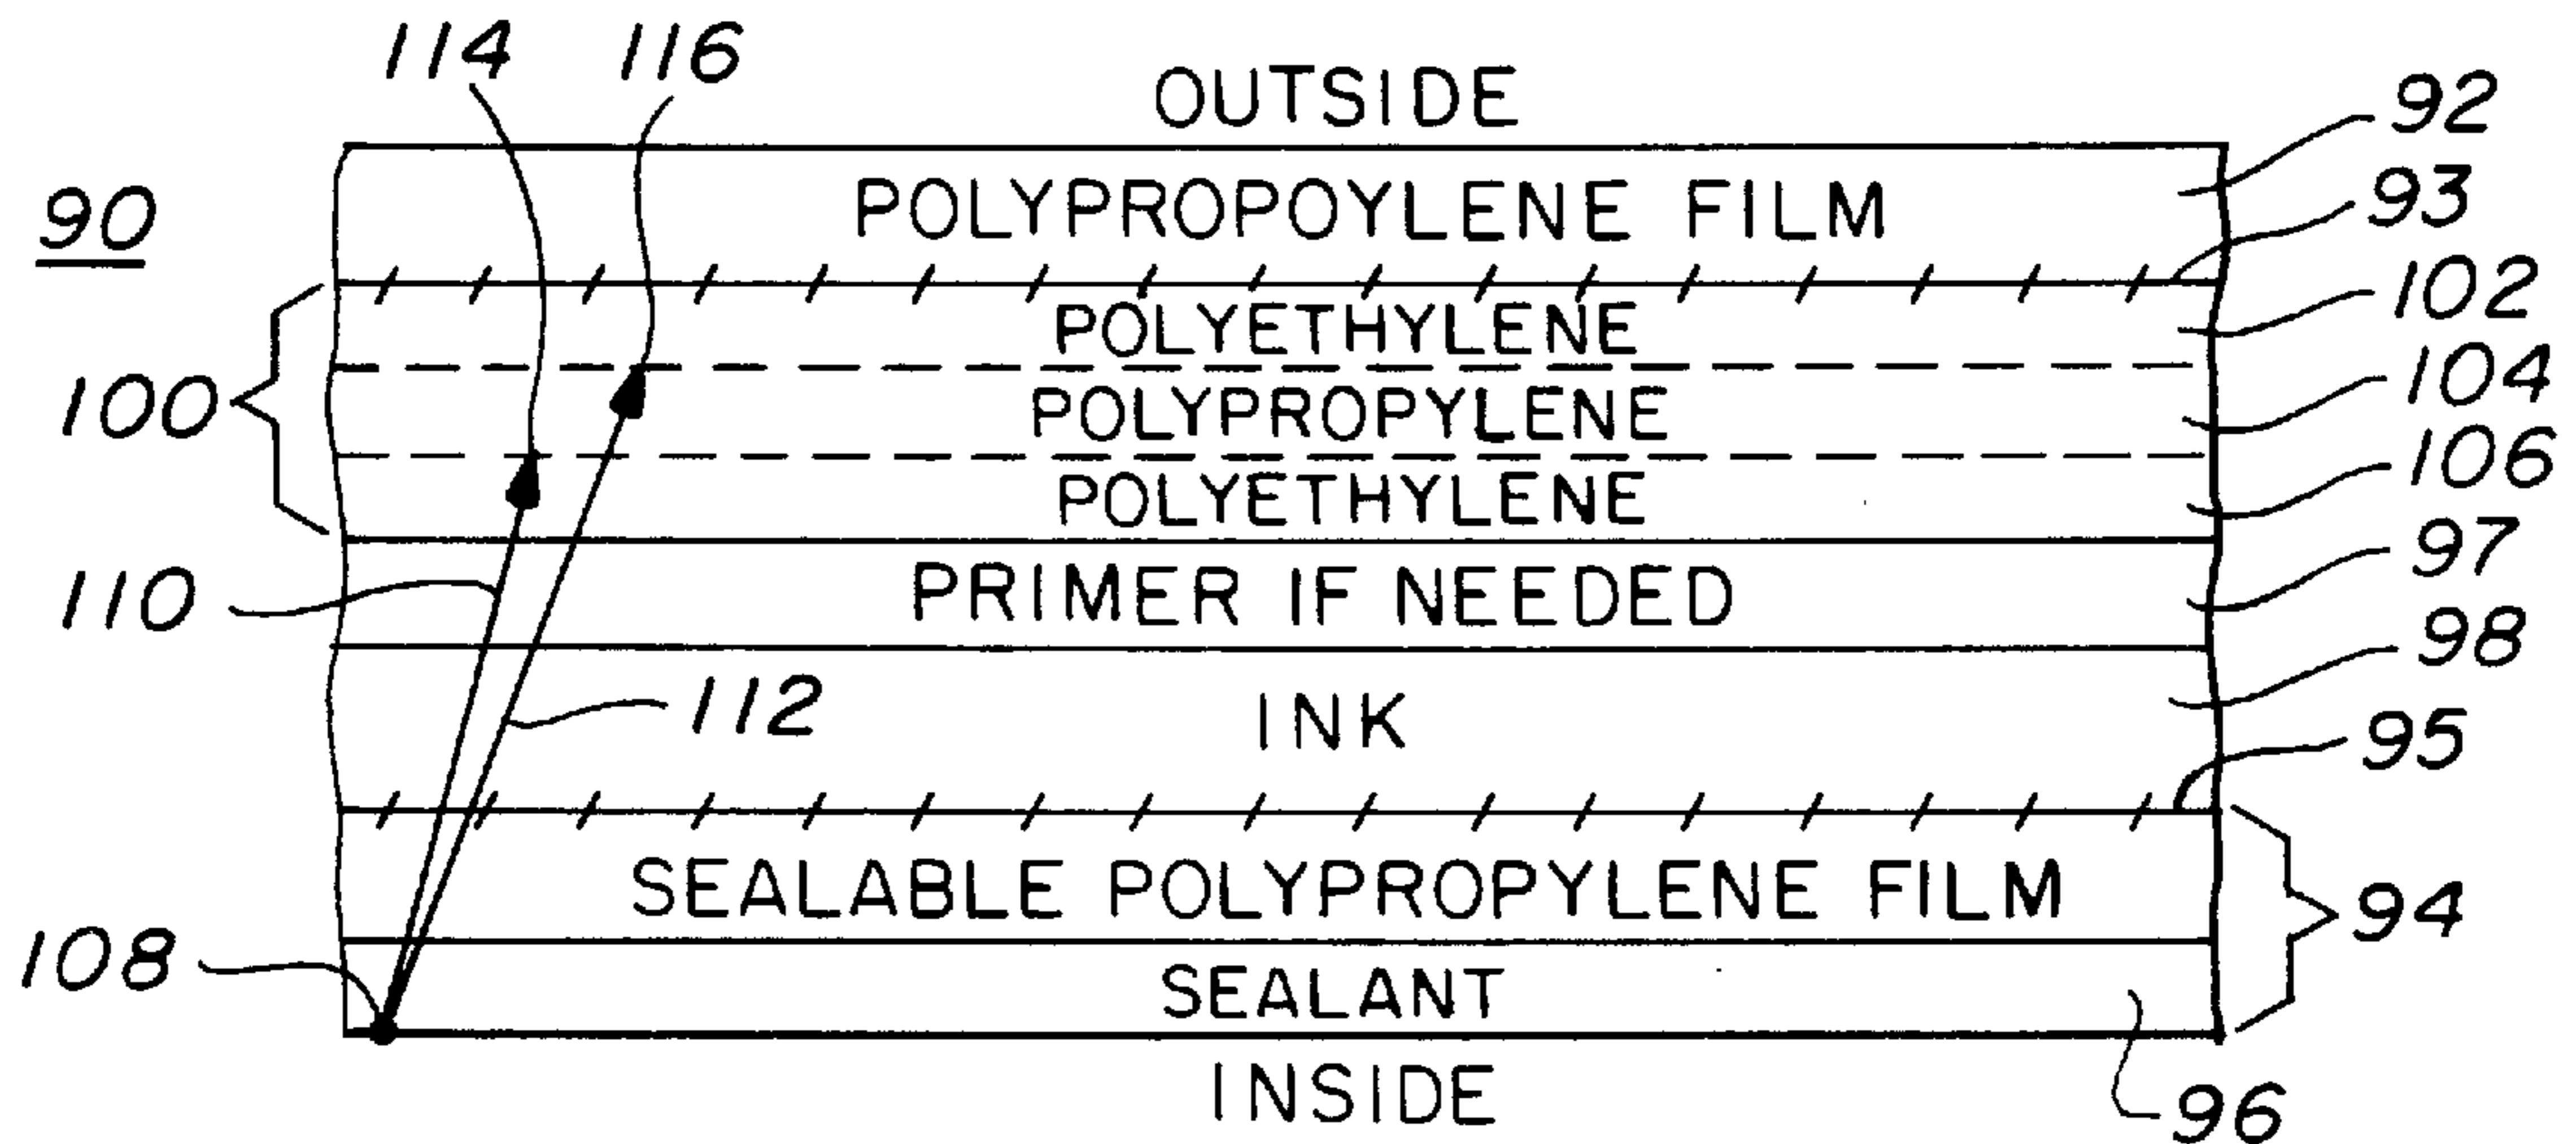 114 116
OUTSIDE
92
90
POLYPROPOYLENE FILM
93
102
POLYETHYLENE
100
POLYPROPYLENE
104
106
POLYETHYLENE
97
110
PRIMER IF NEEDED
98
112
INK
95
SEALABLE POLYPROPYLENE FILM
94
108
SEALANT
INSIDE
96